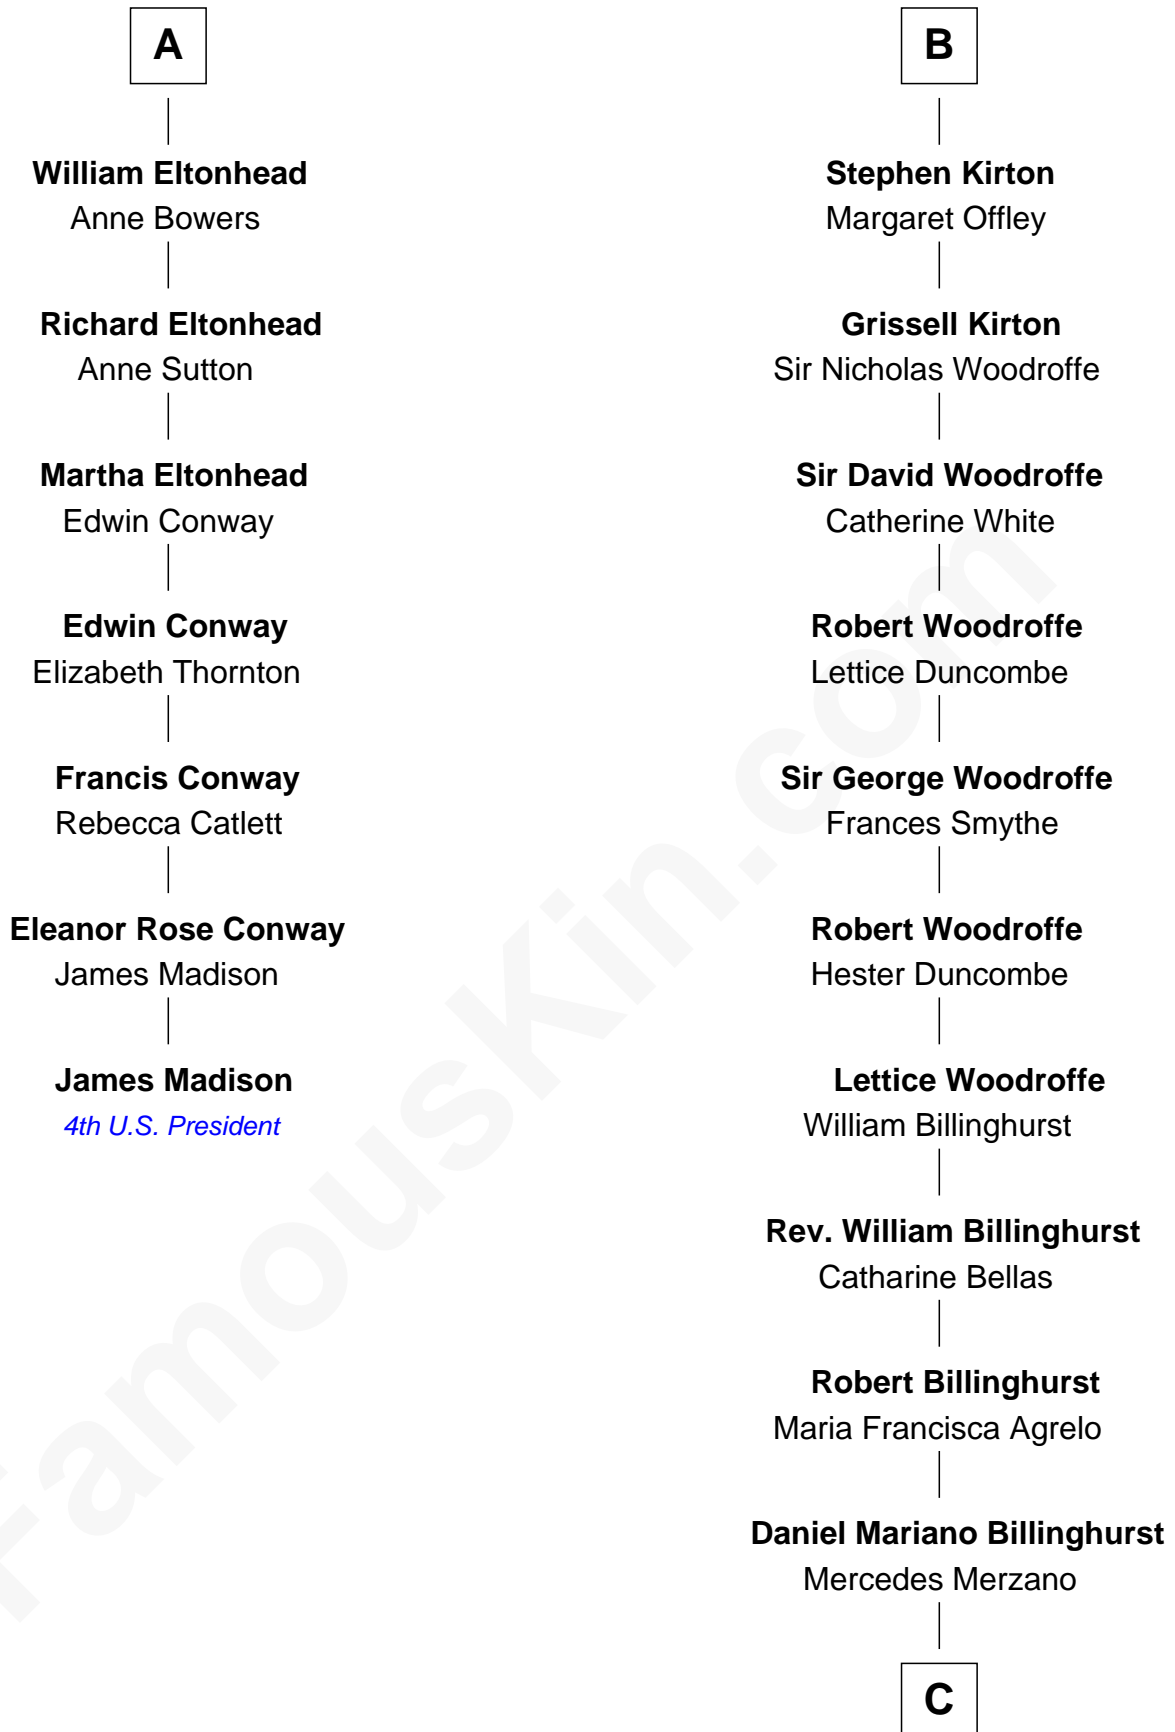 A
William Eltonhead
Anne Bowers
Richard Eltonhead
Anne Sutton
Martha Eltonhead
Edwin Conway
Edwin Conway
Elizabeth Thornton
Francis Conway
Rebecca Catlett
Eleanor Rose Conway
James Madison
James Madison
4th U.S. President
B
Stephen Kirton
Margaret Offley
Grissell Kirton
Sir Nicholas Woodroffe
Sir David Woodroffe
Catherine White
Robert Woodroffe
Lettice Duncombe
Sir George Woodroffe
Frances Smythe
Robert Woodroffe
Hester Duncombe
Lettice Woodroffe
William Billinghurst
Rev. William Billinghurst
Catharine Bellas
Robert Billinghurst
Maria Francisca Agrelo
Daniel Mariano Billinghurst
Mercedes Merzano
C
FamousKin.com